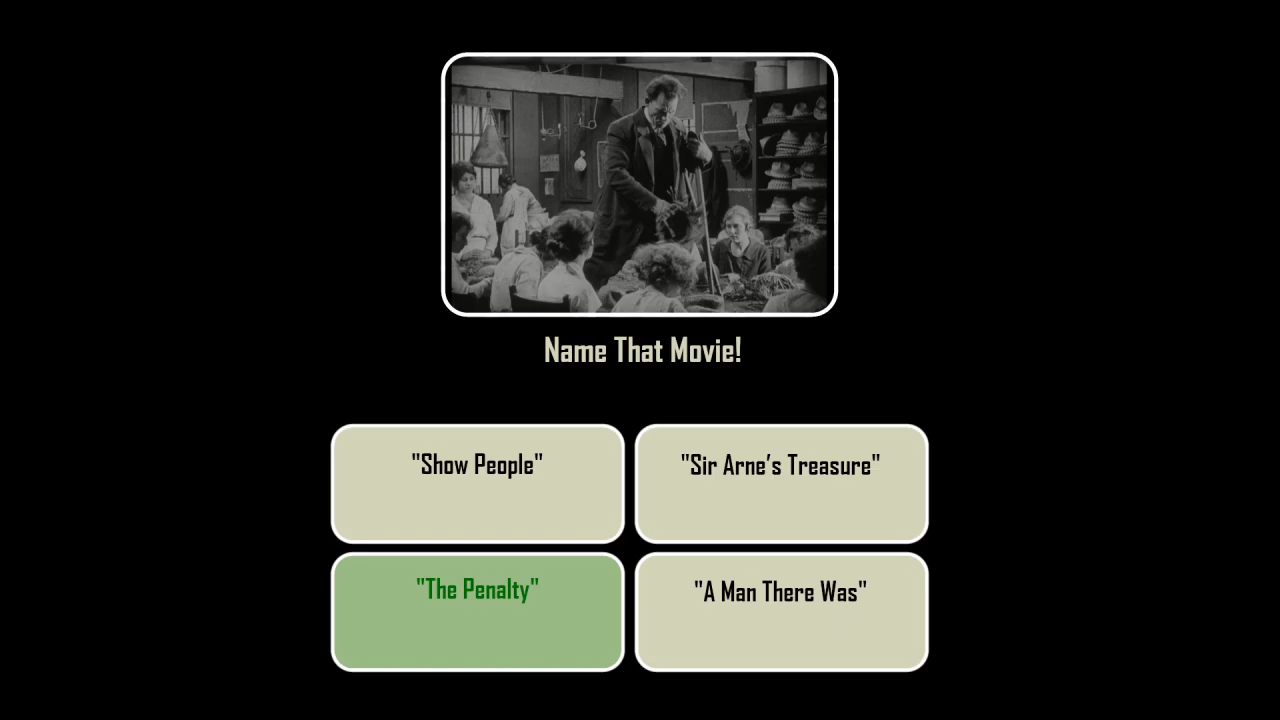 Name That Movie!
"Show People"
"Sir Arne's Treasure"
"The Penalty"
"A Man There Was"